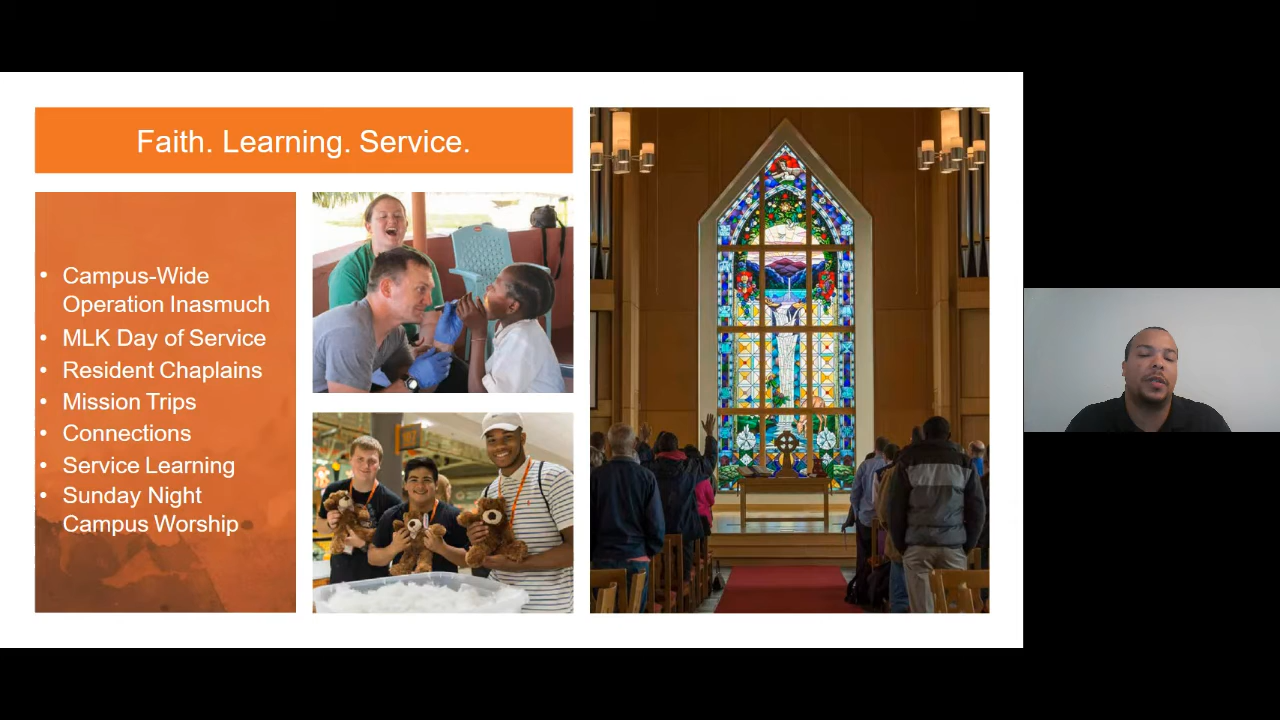 Faith. Learning. Service.
• Campus-Wide
Operation Inasmuch
• MLK Day of Service
• Resident Chaplains
• Mission Trips
• Connections
• Service Learning
• Sunday Night
Campus Worship